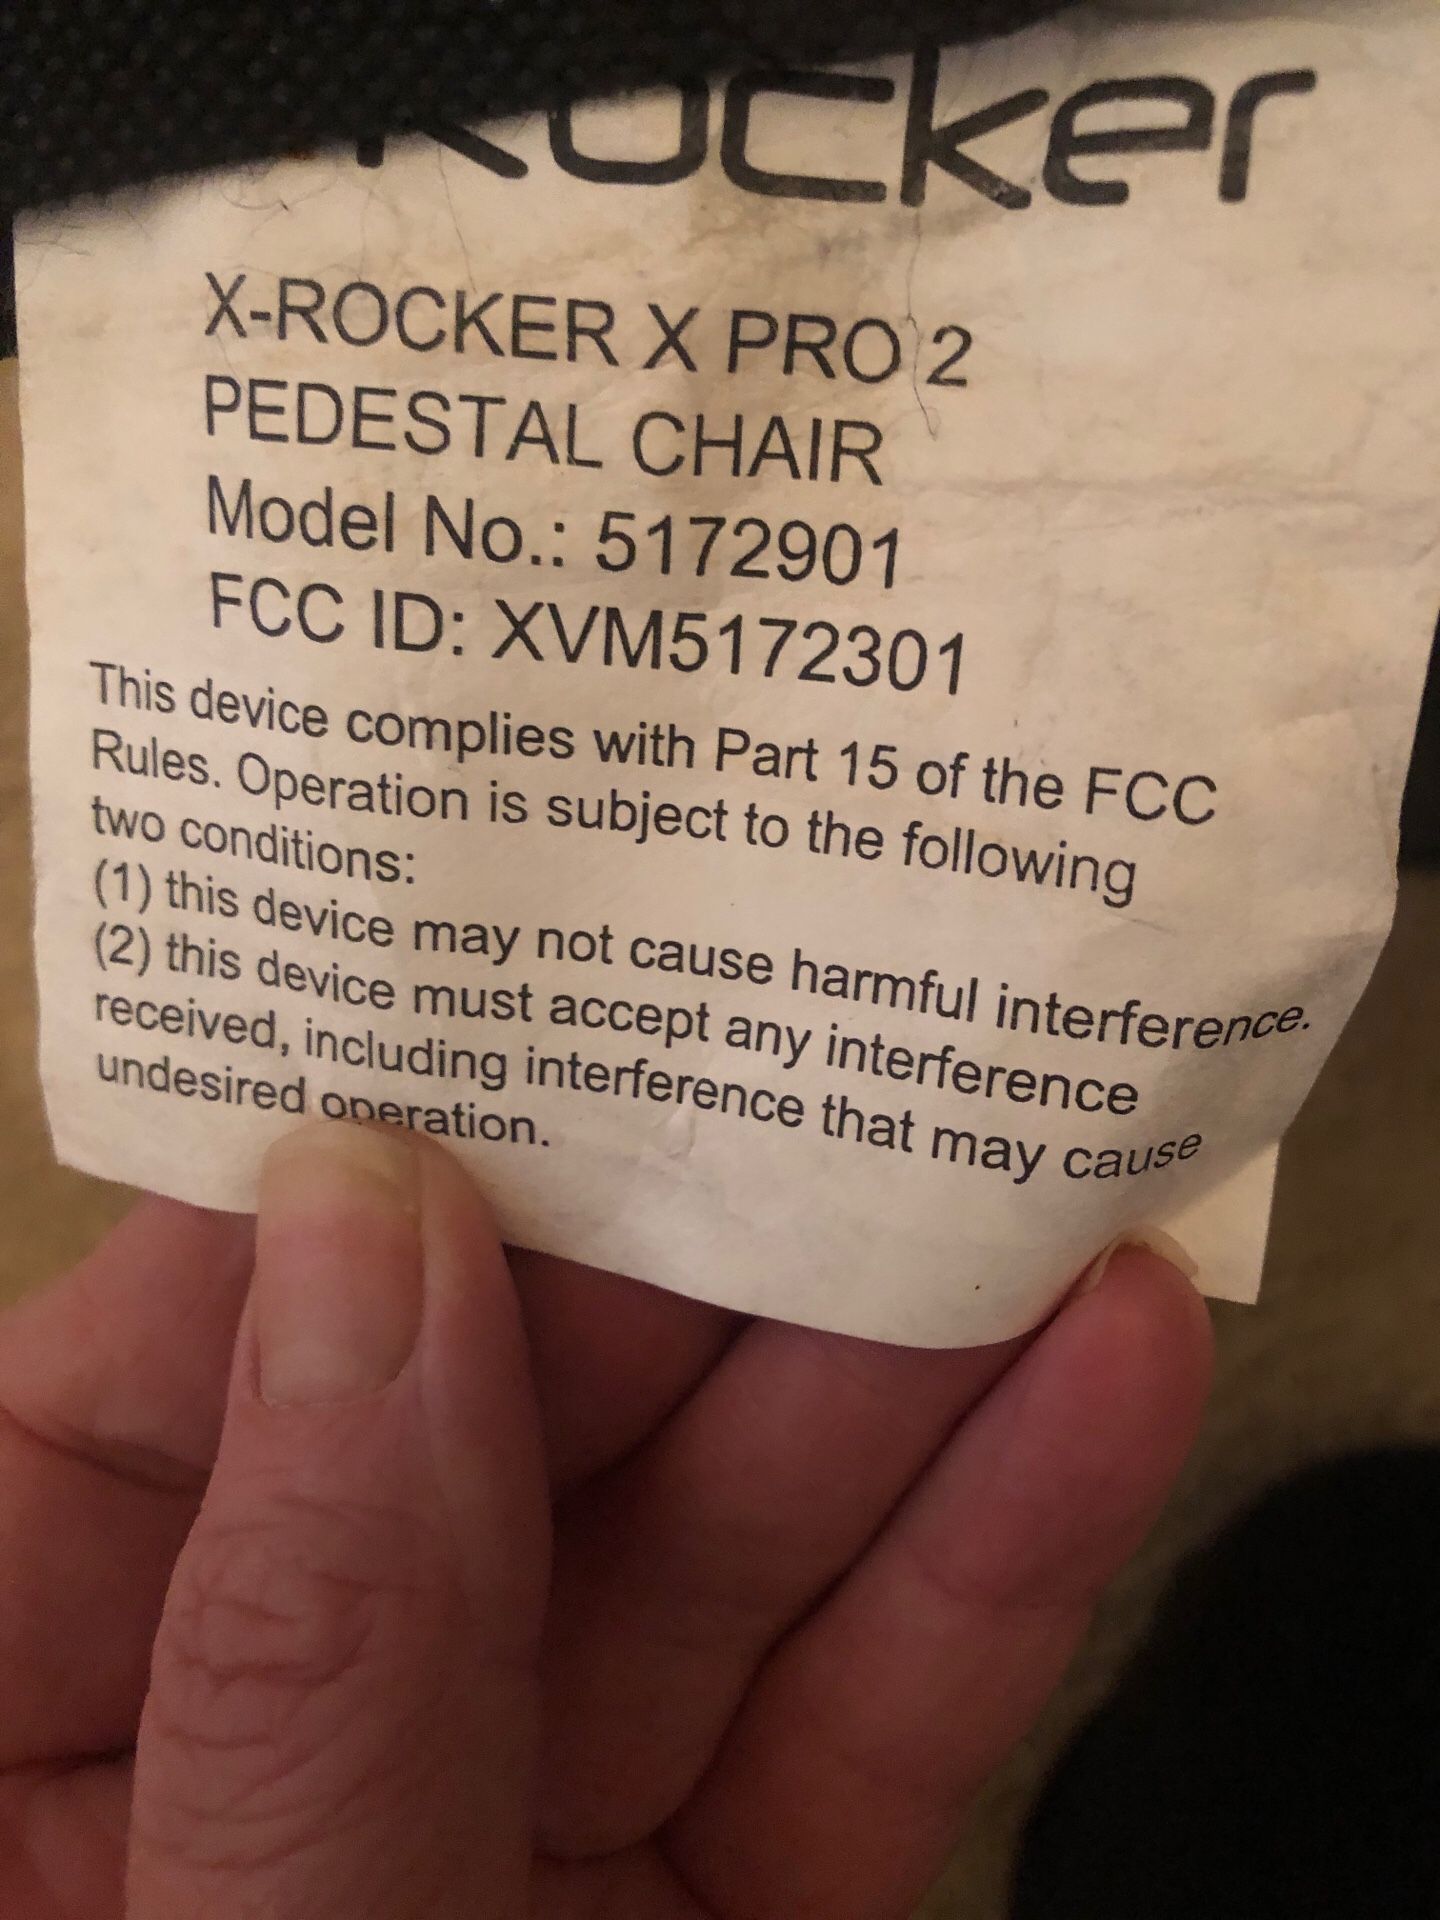 Rocker
X-ROCKER X PRO 2
PEDESTAL CHAIR
Model No.: 5172901
FCC ID: XVM5172301
This device complies with Part 15 of the FCC
Rules. Operation is subject to the following
two conditions:
(1) this device may not cause harmful interference.
(2) this device must accept any interference
received, including interference that may cause
undesired operation.